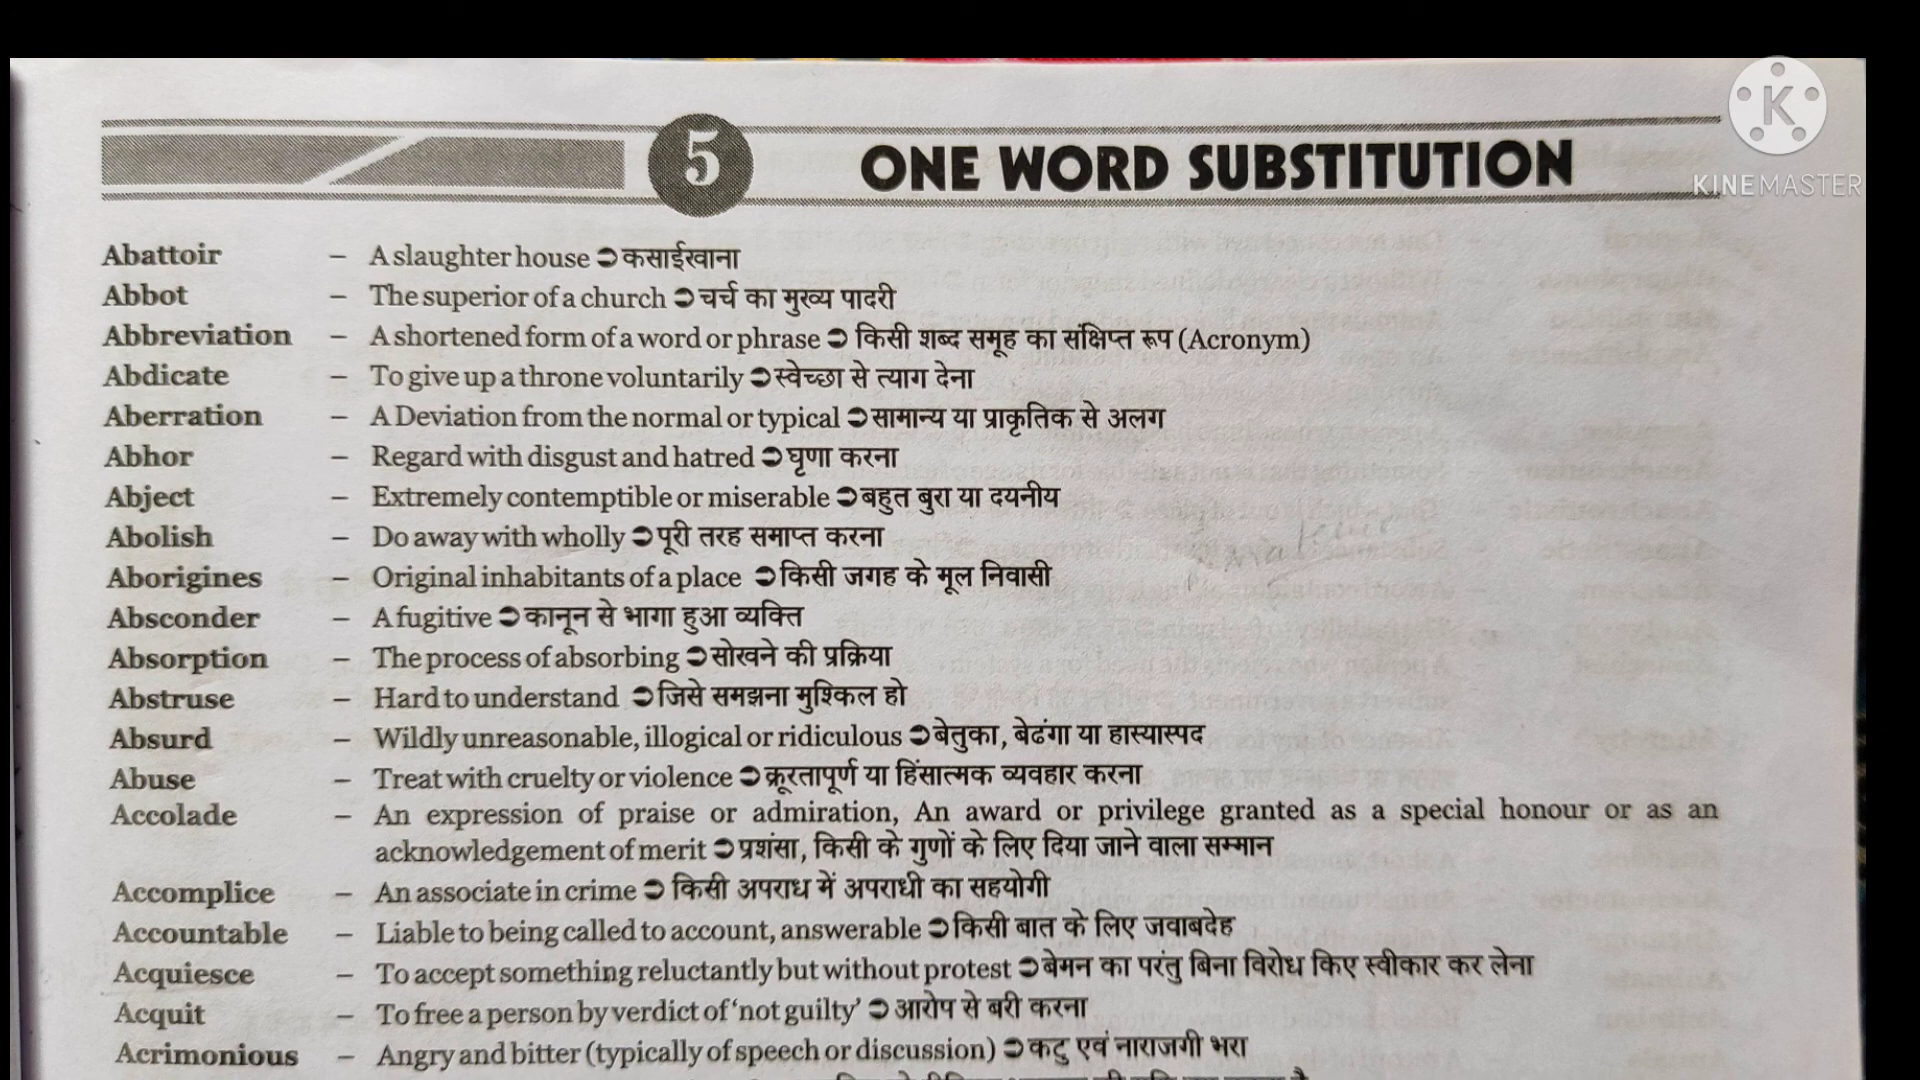 K
KINEMASTER
5 ONE WORD SUBSTITUTION
Abattoir – A slaughter house ➲ कसाईखाना
Abbot – The superior of a church ➲ चर्च का मुख्य पादरी
Abbreviation – A shortened form of a word or phrase ➲ किसी शब्द समूह का संक्षिप्त रूप (Acronym)
Abdicate – To give up a throne voluntarily ➲ स्वेच्छा से त्याग देना
Aberration – A Deviation from the normal or typical ➲ सामान्य या प्राकृतिक से अलग
Abhor – Regard with disgust and hatred ➲ घृणा करना
Abject – Extremely contemptible or miserable ➲ बहुत बुरा या दयनीय
Abolish – Do away with wholly ➲ पूरी तरह समाप्त करना
Aborigines – Original inhabitants of a place ➲ किसी जगह के मूल निवासी
Absconder – A fugitive ➲ कानून से भागा हुआ व्यक्ति
Absorption – The process of absorbing ➲ सोखने की प्रक्रिया
Abstruse – Hard to understand ➲ जिसे समझना मुश्किल हो
Absurd – Wildly unreasonable, illogical or ridiculous ➲ बेतुका, बेढंगा या हास्यास्पद
Abuse – Treat with cruelty or violence ➲ क्रूरतापूर्ण या हिंसात्मक व्यवहार करना
Accolade – An expression of praise or admiration, An award or privilege granted as a special honour or as an
acknowledgement of merit ➲ प्रशंसा, किसी के गुणों के लिए दिया जाने वाला सम्मान
Accomplice – An associate in crime ➲ किसी अपराध में अपराधी का सहयोगी
Accountable – Liable to being called to account, answerable ➲ किसी बात के लिए जवाबदेह
Acquiesce – To accept something reluctantly but without protest ➲ बेमन का परंतु बिना विरोध किए स्वीकार कर लेना
Acquit – To free a person by verdict of ‘not guilty’ ➲ आरोप से बरी करना
Acrimonious – Angry and bitter (typically of speech or discussion) ➲ कटु एवं नाराजगी भरा